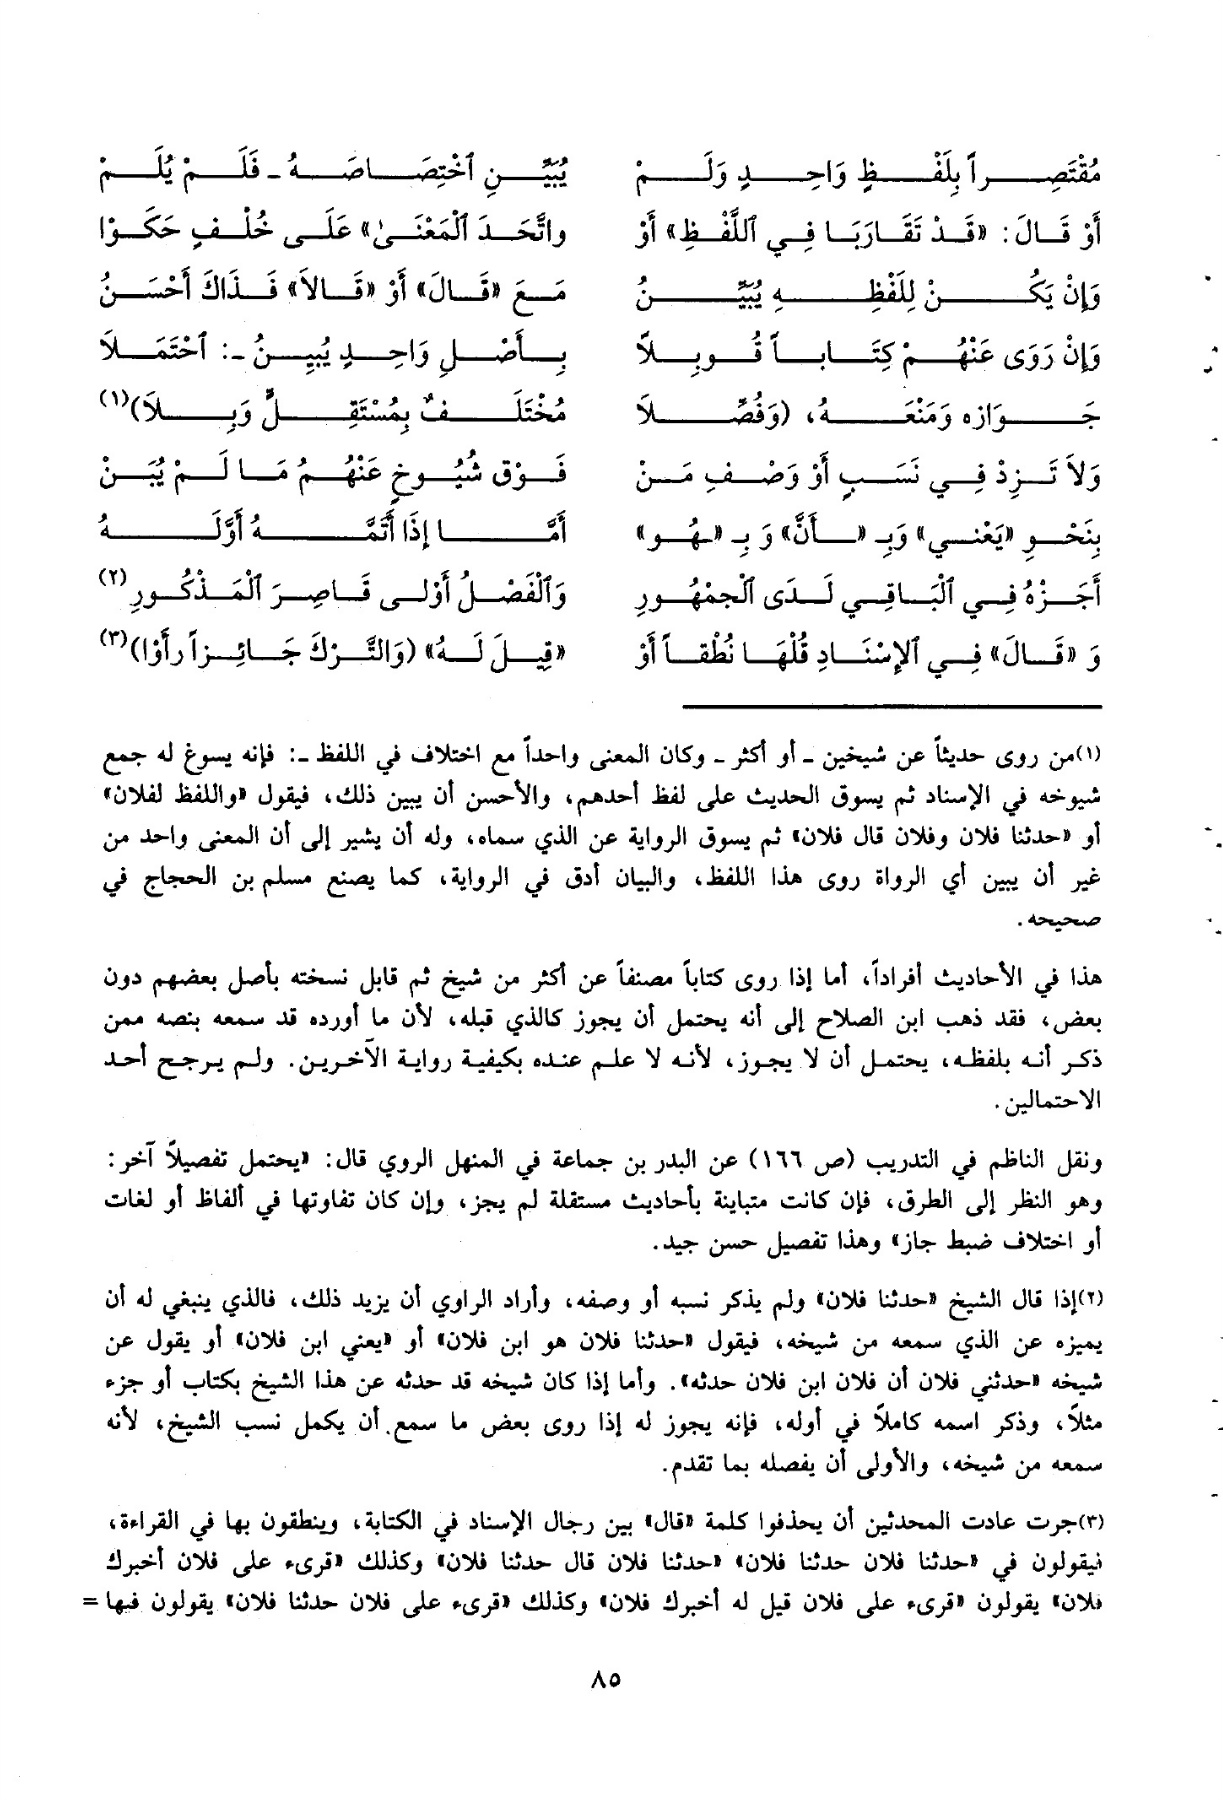 مُقْتَصِراً بِلَفْظٍ وَاحِدٍ وَلَمْ يُبَيِّنِ ٱخْتِصَاصَهُ - فَلَمْ يُلَمْ
أَوْ قَالَ: «قَدْ تَقَارَبَا فِي ٱللَّفْظِ» أَوْ واتَّحَدَ ٱلْمَعْنَىٰ» عَلَى خُلْفٍ حَكَوْا
وَإِنْ يَكُنْ لِلَفْظِهِ يُبَيِّنُ مَعَ «قَالَ» أَوْ «قَالاَ» فَذَاكَ أَحْسَنُ
وَإِنْ رَوَى عَنْهُمْ كِتَاباً قُوبِلاً بِأَصْلِ وَاحِدٍ يُبِينُ -: ٱحْتَمَلاَ
جَوَازه وَمَنْعَهُ، (وَفُصِّلاَ مُخْتَلَفٌ بِمُسْتَقِلٍّ وَبِلاَ)(١)
وَلاَ تَزِدْ فِي نَسَبٍ أَوْ وَصْفِ مَنْ فَوْق شُيُوخٍ عَنْهُمُ مَا لَمْ يُبَنْ
بِنَحْوِ «يَعْني» وَبِـ «ـأَنَّ» وَ بِـ «ـهُو» أَمَّا إِذَا أَتَمَّهُ أَوَّلَهُ
أَجَزْهُ فِي ٱلْبَاقِي لَدَى ٱلْجمْهُورِ وَٱلْفَصْلُ أَوْلى قَاصِرَ ٱلْمَذْكُورِ(٢)
وَ «قَالَ» فِي ٱلاِسْنَادِ قُلْهَا نُطْقاً أَوْ «قِيلَ لَهُ» (وَالتَّرْكَ جَائِزاً رأَوْا)(٣)
(١)من روى حديثاً عن شيخين - أو أكثر - وكان المعنى واحداً مع اختلاف في اللفظ -: فإنه يسوغ له جمع
شيوخه في الإسناد ثم يسوق الحديث على لفظ أحدهم، والأحسن أن يبين ذلك، فيقول «واللفظ لفلان»
أو «حدثنا فلان وفلان قال فلان» ثم يسوق الرواية عن الذي سماه، وله أن يشير إلى أن المعنى واحد من
غير أن يبين أي الرواة روى هذا اللفظ، والبيان أدق في الرواية، كما يصنع مسلم بن الحجاج في
صحيحه.
هذا في الأحاديث أفراداً، أما إذا روى كتاباً مصنفاً عن أكثر من شيخ ثم قابل نسخته بأصل بعضهم دون
بعض، فقد ذهب ابن الصلاح إلى أنه يحتمل أن يجوز كالذي قبله، لأن ما أورده قد سمعه بنصه ممن
ذكر أنه بلفظه، يحتمل أن لا يجوز، لأنه لا علم عنده بكيفية رواية الآخرين. ولم يرجح أحد
الاحتمالين.
ونقل الناظم في التدريب (ص ١٦٦) عن البدر بن جماعة في المنهل الروي قال: «يحتمل تفصيلاً آخر:
وهو النظر إلى الطرق، فإن كانت متباينة بأحاديث مستقلة لم يجز، وإن كان تفاوتها في ألفاظ أو لغات
أو اختلاف ضبط جاز» وهذا تفصيل حسن جيد.
(٢)إذا قال الشيخ «حدثنا فلان» ولم يذكر نسبه أو وصفه، وأراد الراوي أن يزيد ذلك، فالذي ينبغي له أن
يميزه عن الذي سمعه من شيخه، فيقول «حدثنا فلان هو ابن فلان» أو «يعني ابن فلان» أو يقول عن
شيخه «حدثني فلان أن فلان ابن فلان حدثه». وأما إذا كان شيخه قد حدثه عن هذا الشيخ بكتاب أو جزء
مثلاً، وذكر اسمه كاملاً في أوله، فإنه يجوز له إذا روى بعض ما سمع أن يكمل نسب الشيخ، لأنه
سمعه من شيخه، والأولى أن يفصله بما تقدم.
(٣)جرت عادت المحدثين أن يحذفوا كلمة «قال» بين رجال الإسناد في الكتابة، وينطقون بها في القراءة،
فيقولون في «حدثنا فلان حدثنا فلان» «حدثنا فلان قال حدثنا فلان» وكذلك «قرىء على فلان أخبرك
فلان» يقولون «قرىء على فلان قيل له أخبرك فلان» وكذلك «قرىء على فلان حدثنا فلان» يقولون فيها =
٨٥